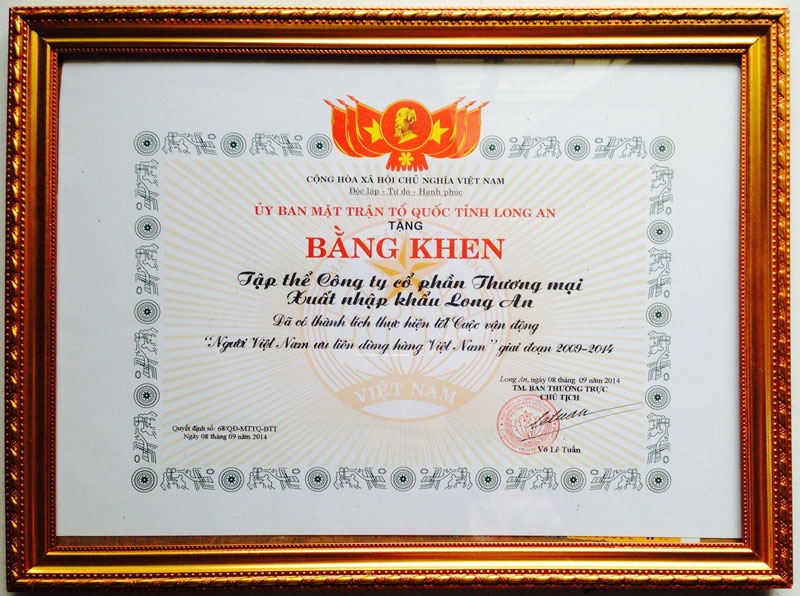 CỘNG HÒA XÃ HỘI CHỦ NGHĨA VIỆT NAM
Độc lập - Tự do - Hạnh phúc
ỦY BAN MẶT TRẬN TỔ QUỐC TỈNH LONG AN
TẶNG
BẰNG KHEN
Tập thể Công ty cổ phần Thương mại
Xuất nhập khẩu Long An
Đã có thành tích thực hiện tốt Cuộc vận động
"Người Việt Nam ưu tiên dùng hàng Việt Nam" giai đoạn 2009-2014
VIỆT NAM
Long An, ngày 08 tháng 09 năm 2014
TM. BAN THƯỜNG TRỰC
CHỦ TỊCH
Võ Lê Tuấn
Quyết định số: 68/QĐ-MTTQ-BTT
Ngày 08 tháng 09 năm 2014